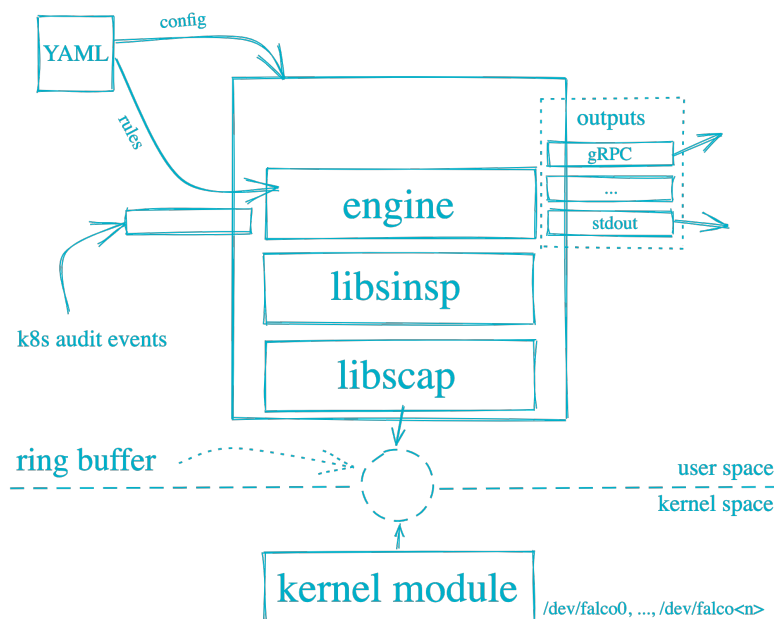 config
YAML
rules
outputs
gRPC
...
stdout
engine
libsinsp
libscap
k8s audit events
ring buffer
user space
kernel space
kernel module
/dev/falco0, ..., /dev/falco<n>